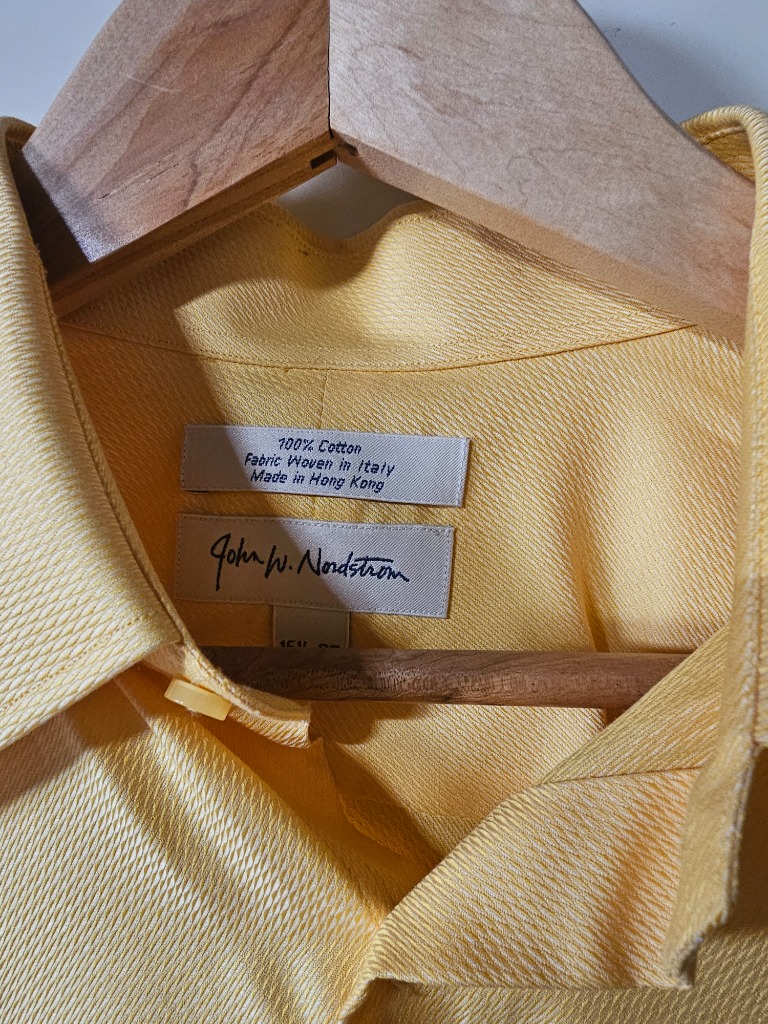 100% Cotton
Fabric Woven in Italy
Made in Hong Kong
John W. Nordstrom